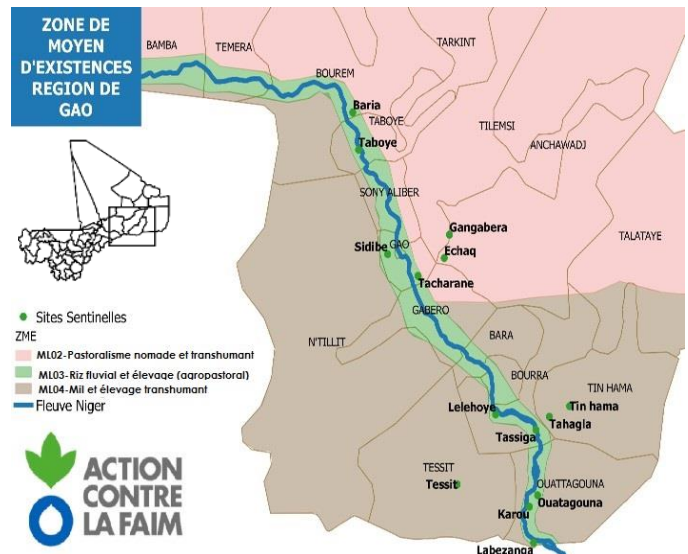 ZONE DE
MOYEN
D'EXISTENCES
REGION DE
GAO
BAMBA
TEMERA
TARKINT
BOUREM
Baria
TABOYE
Taboye
TILEMSI
ANCHAWADJ
SONY ALIBER
Gangabera
TALATAYE
Sidibe
GAO
Echaq
Tacharane
GABERO
N'TILLIT
BARA
BOURRA
TIN HAMA
Lelehoye
Tin hama
Tahagla
Tassiga
TESSIT
Tessit
OUATTAGOUNA
Ouatagouna
Karou
Labezanga
Sites Sentinelles
ZME
ML02-Pastoralisme nomade et transhumant
ML03-Riz fluvial et élevage (agropastoral)
ML04-Mil et élevage transhumant
Fleuve Niger
ACTION
CONTRE
LA FAIM